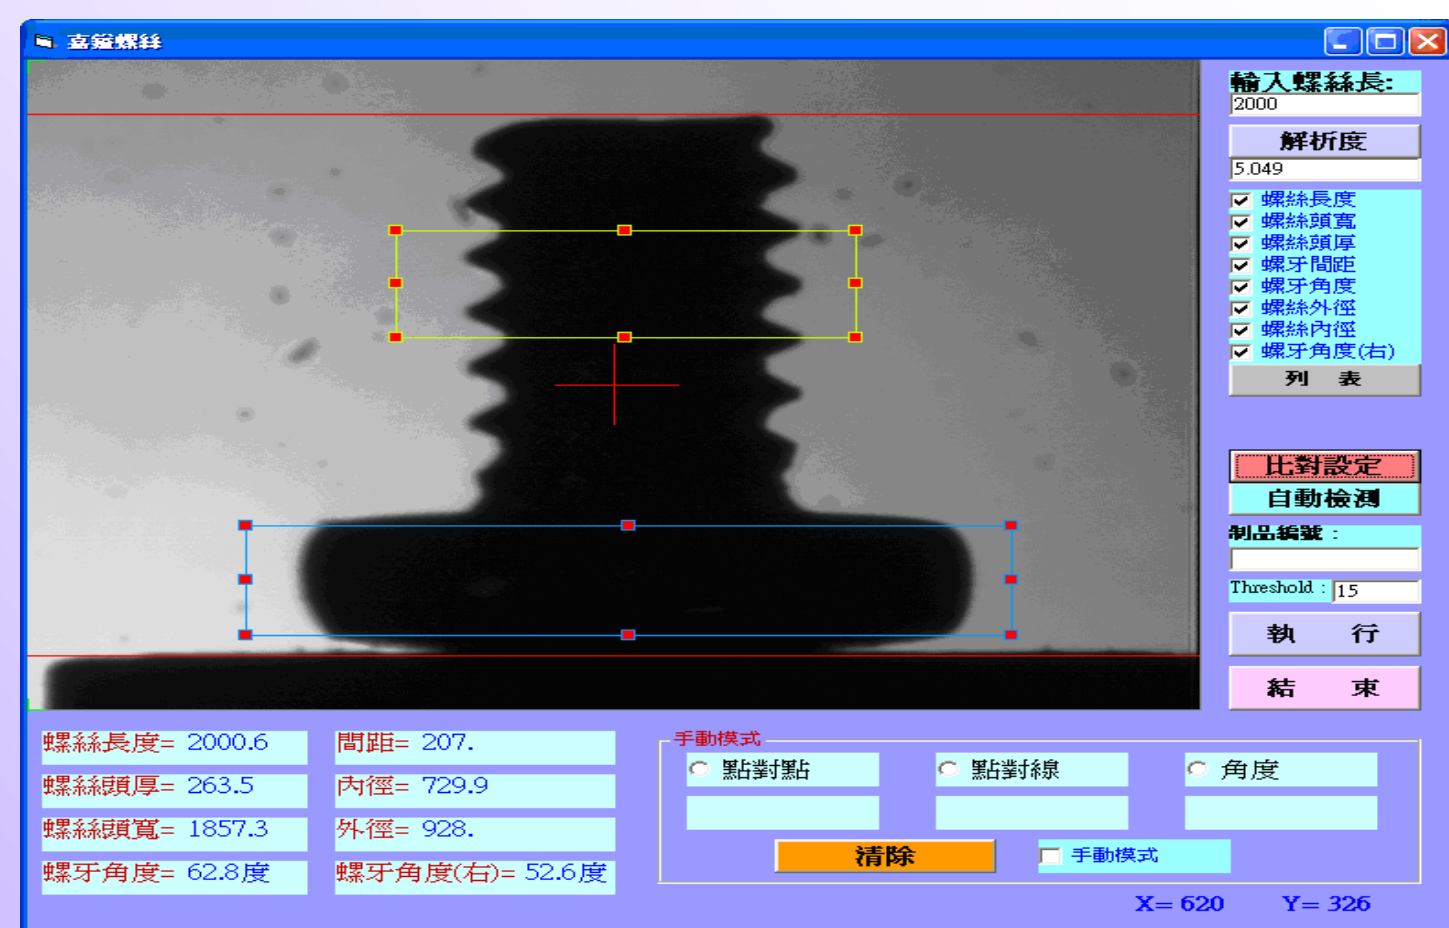 嘉鎰螺絲
輸入螺絲長:
2000
解析度
5.049
螺絲長度
螺絲頭寬
螺絲頭厚
螺牙間距
螺牙角度
螺絲外徑
螺絲內徑
螺牙角度(右)
列 表
比對設定
自動檢測
制品編號 :
Threshold : 15
執 行
結 束
螺絲長度= 2000.6
間距= 207.
螺絲頭厚= 263.5
內徑= 729.9
螺絲頭寬= 1857.3
外徑= 928.
螺牙角度= 62.8度
螺牙角度(右)= 52.6度
手動模式
點對點
點對線
角度
清除
手動模式
X= 620 Y= 326